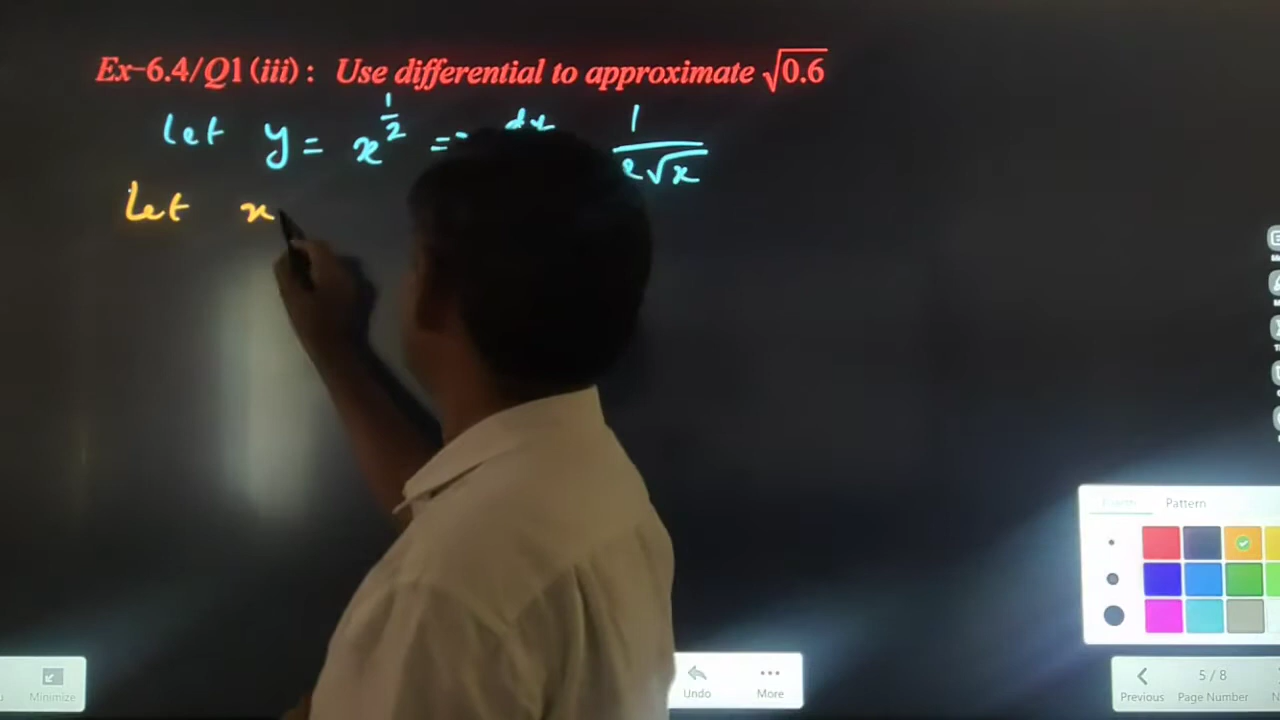 Ex-6.4/Q1(iii) : Use differential to approximate √0.6
Let y = x^{1/2} => 1/(2√x)
Let x
Pattern
Undo
More
Minimize
5 / 8
Previous Page Number